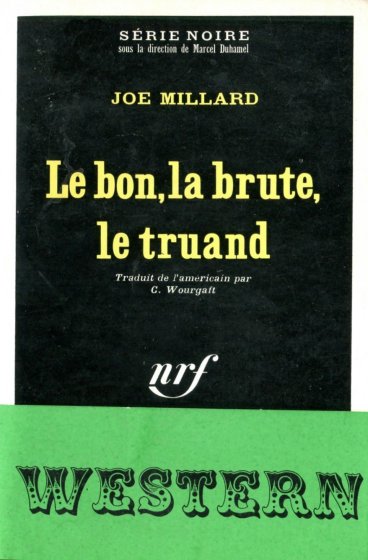 SÉRIE NOIRE
sous la direction de Marcel Duhamel
JOE MILLARD
Le bon, la brute,
le truand
Traduit de l'americain par
C. Wourgaft
nrf
WESTERN